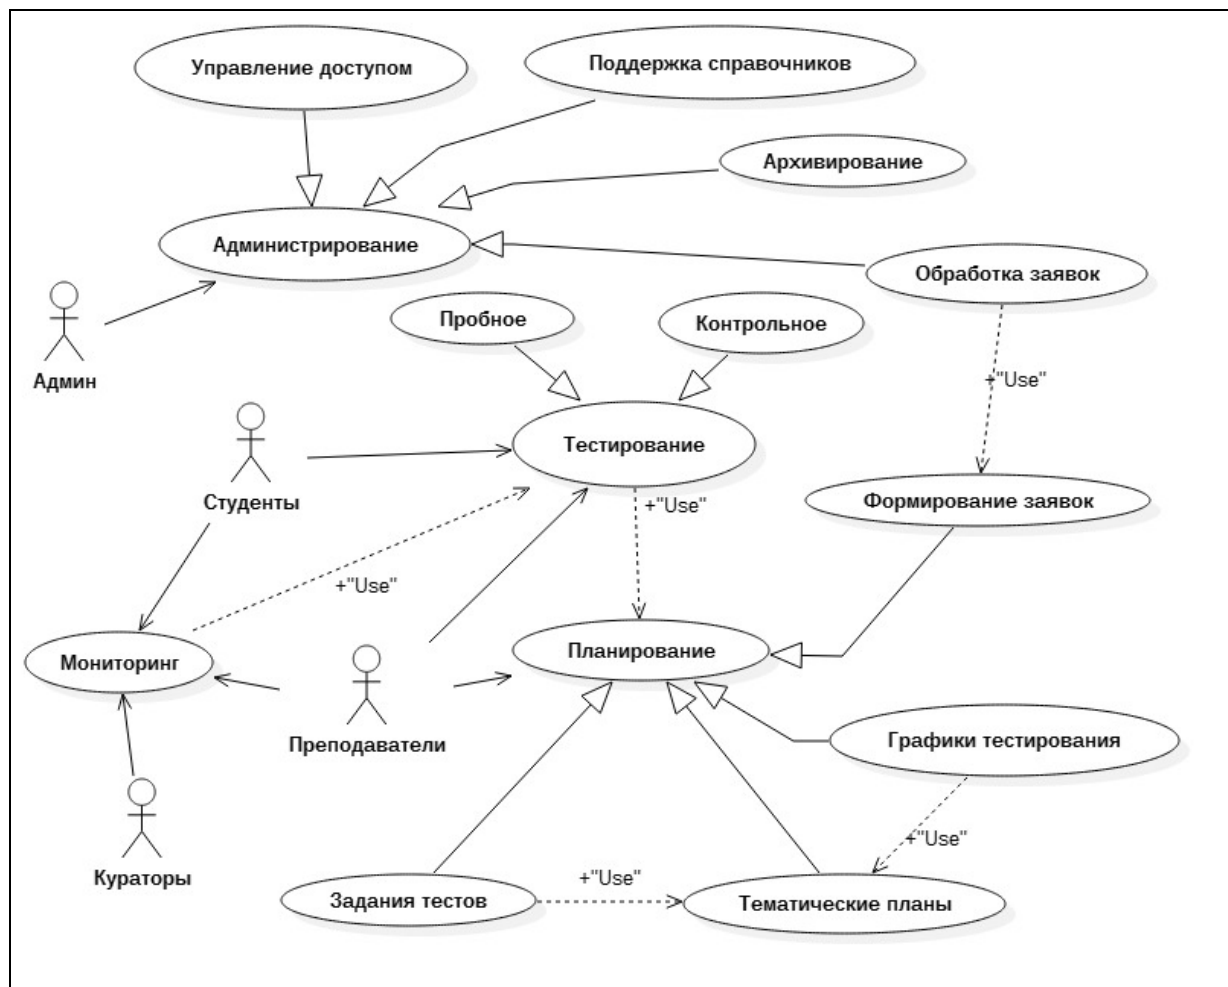 Управление доступом
Поддержка справочников
Архивирование
Администрирование
Обработка заявок
Пробное
Контрольное
Админ
+"Use"
Тестирование
Студенты
Формирование заявок
+"Use"
+"Use"
Мониторинг
Планирование
Преподаватели
Графики тестирования
+"Use"
Кураторы
+"Use"
Задания тестов
Тематические планы